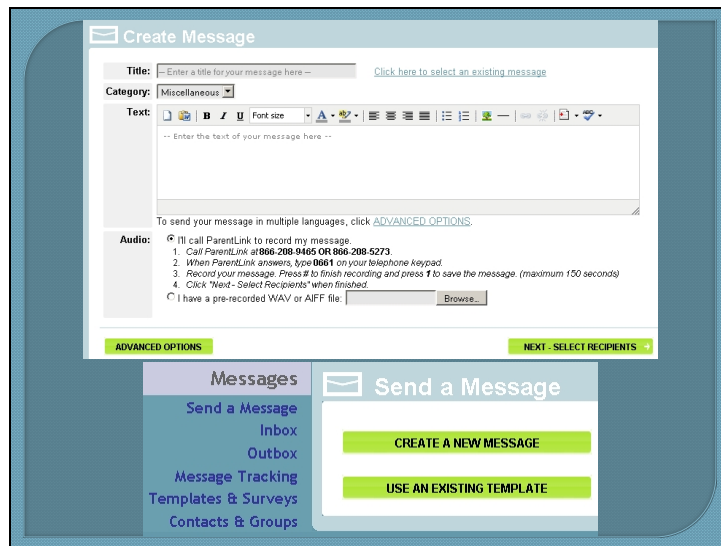 Create Message
Title: -- Enter a title for your message here -- Click here to select an existing message
Category: Miscellaneous
Text: B I U Font size A ab
-- Enter the text of your message here --
To send your message in multiple languages, click ADVANCED OPTIONS.
Audio: I'll call ParentLink to record my message.
1. Call ParentLink at 866-208-9465 OR 866-208-5273.
2. When ParentLink answers, type 0661 on your telephone keypad.
3. Record your message. Press # to finish recording and press 1 to save the message. (maximum 150 seconds)
4. Click "Next - Select Recipients" when finished.
I have a pre-recorded WAV or AIFF file: Browse...
ADVANCED OPTIONS NEXT - SELECT RECIPIENTS
Messages
Send a Message
Inbox
Outbox
Message Tracking
Templates & Surveys
Contacts & Groups
Send a Message
CREATE A NEW MESSAGE
USE AN EXISTING TEMPLATE